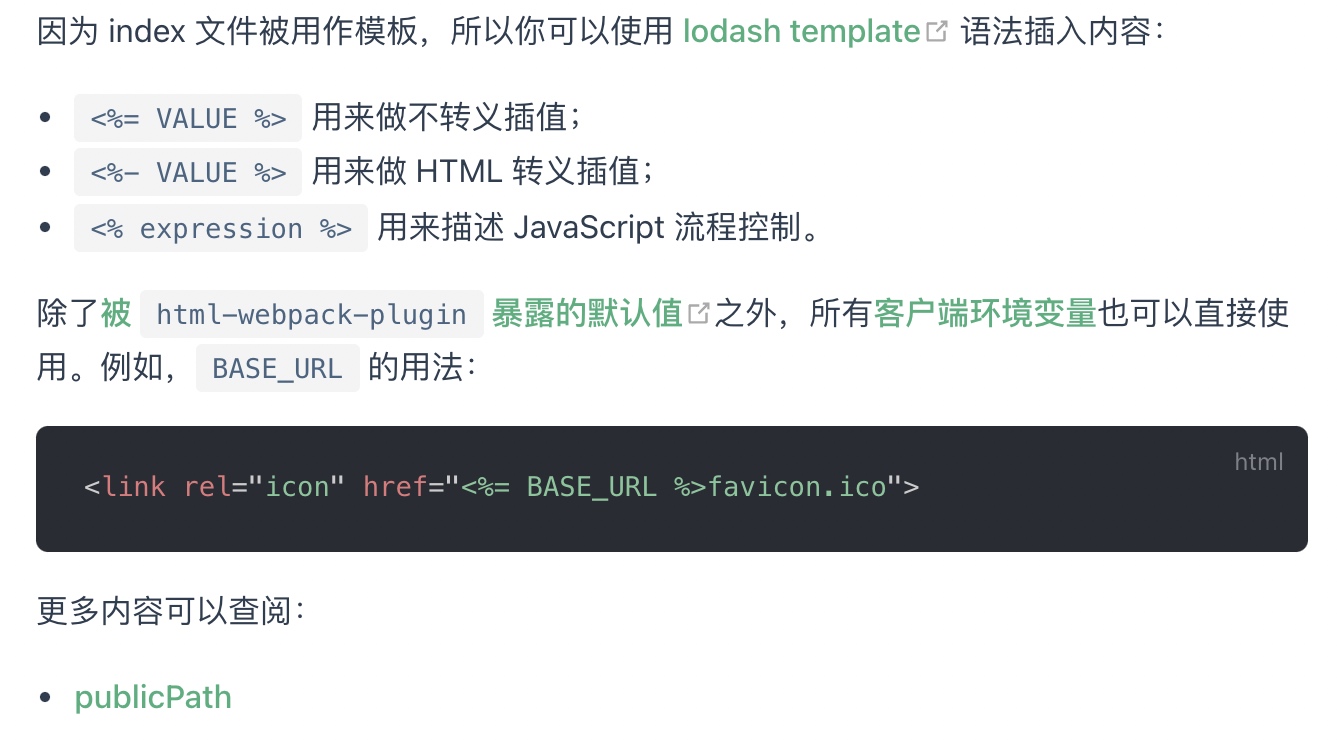 因为 index 文件被用作模板，所以你可以使用 lodash template 语法插入内容：
• <%= VALUE %> 用来做不转义插值；
• <%- VALUE %> 用来做 HTML 转义插值；
• <% expression %> 用来描述 JavaScript 流程控制。
除了被 html-webpack-plugin 暴露的默认值之外，所有客户端环境变量也可以直接使
用。例如，BASE_URL 的用法：
html
<link rel="icon" href="<%= BASE_URL %>favicon.ico">
更多内容可以查阅：
• publicPath